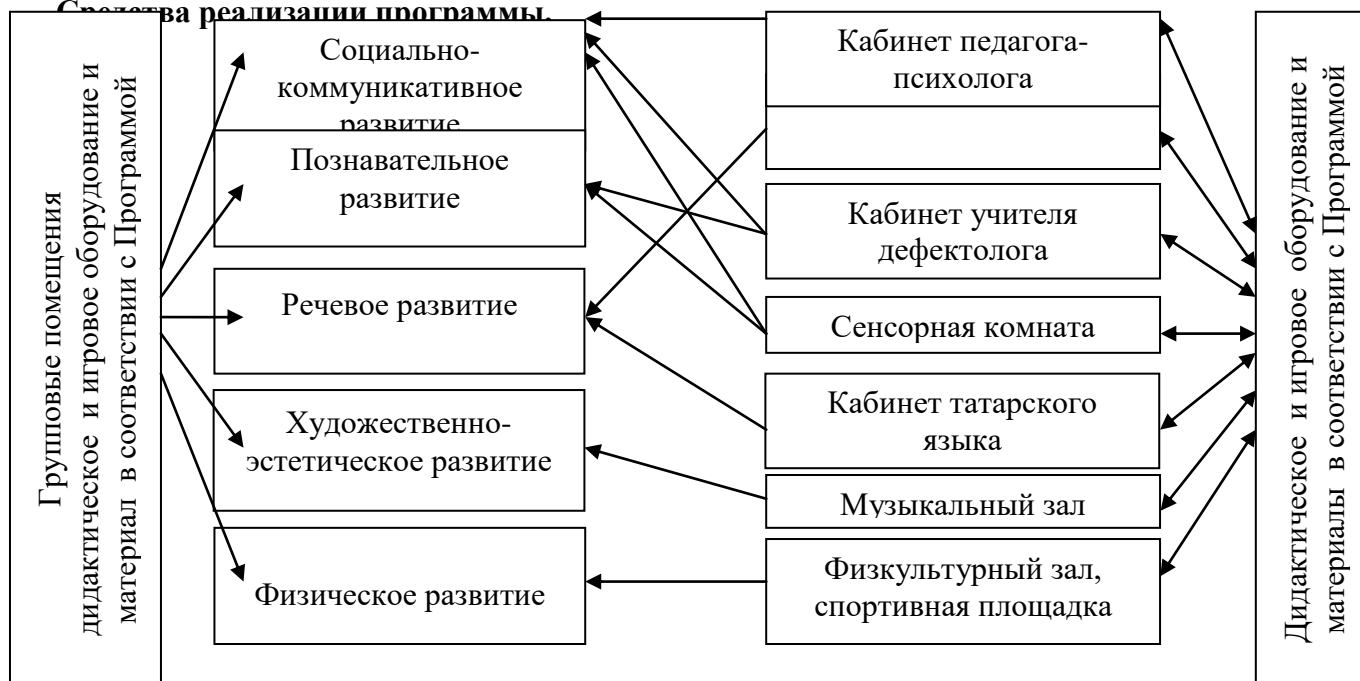 Средства реализации программы.
Групповые помещения
дидактическое и игровое оборудование и
материал в соответствии с Программой
Социально-
коммуникативное
развитие
Познавательное
развитие
Речевое развитие
Художественно-
эстетическое развитие
Физическое развитие
Кабинет педагога-
психолога
Кабинет учителя
дефектолога
Сенсорная комната
Кабинет татарского
языка
Музыкальный зал
Физкультурный зал,
спортивная площадка
Дидактическое и игровое оборудование и
материалы в соответствии с Программой